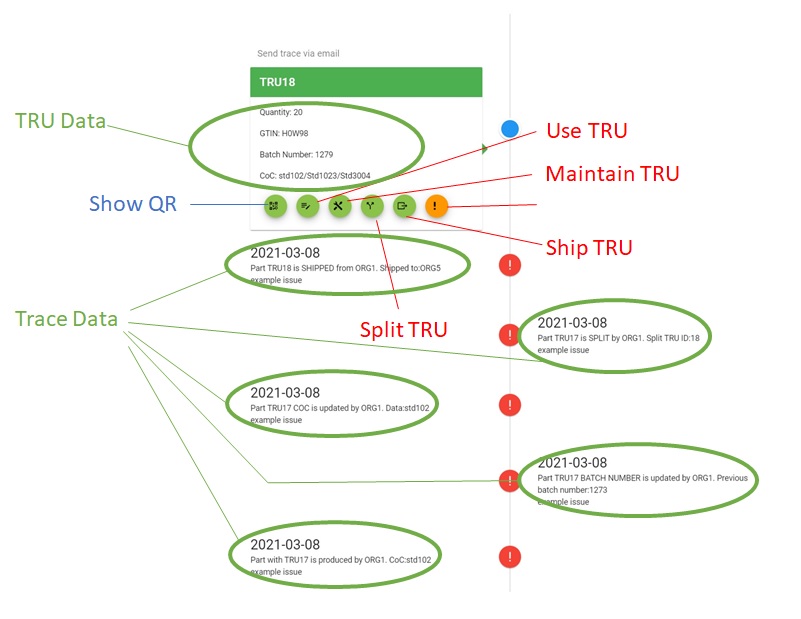 Send trace via email
TRU18
TRU Data
Quantity: 20
GTIN: H0W98
Batch Number: 1279
CoC: std102/Std1023/Std3004
Use TRU
Maintain TRU
Show QR
Ship TRU
2021-03-08
Part TRU18 is SHIPPED from ORG1. Shipped to:ORG5
example issue
Trace Data
Split TRU
2021-03-08
Part TRU17 is SPLIT by ORG1. Split TRU ID:18
example issue
2021-03-08
Part TRU17 COC is updated by ORG1. Data:std102
example issue
2021-03-08
Part TRU17 BATCH NUMBER is updated by ORG1. Previous
batch number:1273
example issue
2021-03-08
Part with TRU17 is produced by ORG1. CoC:std102
example issue